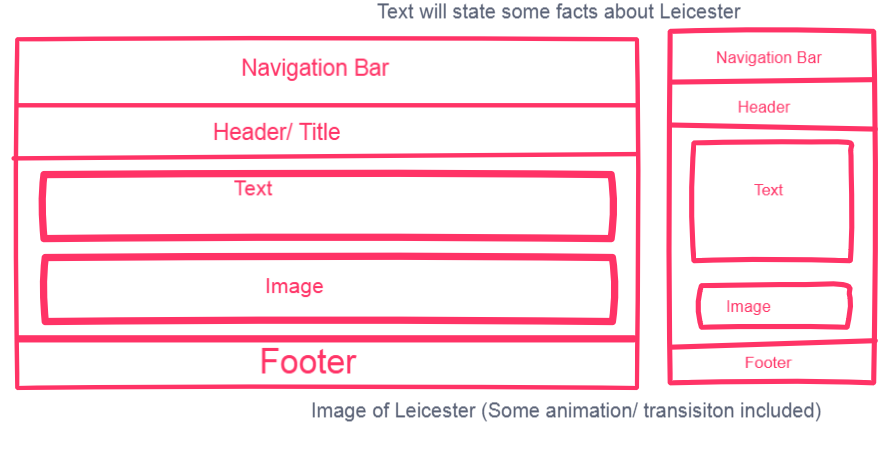 Text will state some facts about Leicester
Navigation Bar
Header/ Title
Text
Image
Footer
Navigation Bar
Header
Text
Image
Footer
Image of Leicester (Some animation/ transisiton included)